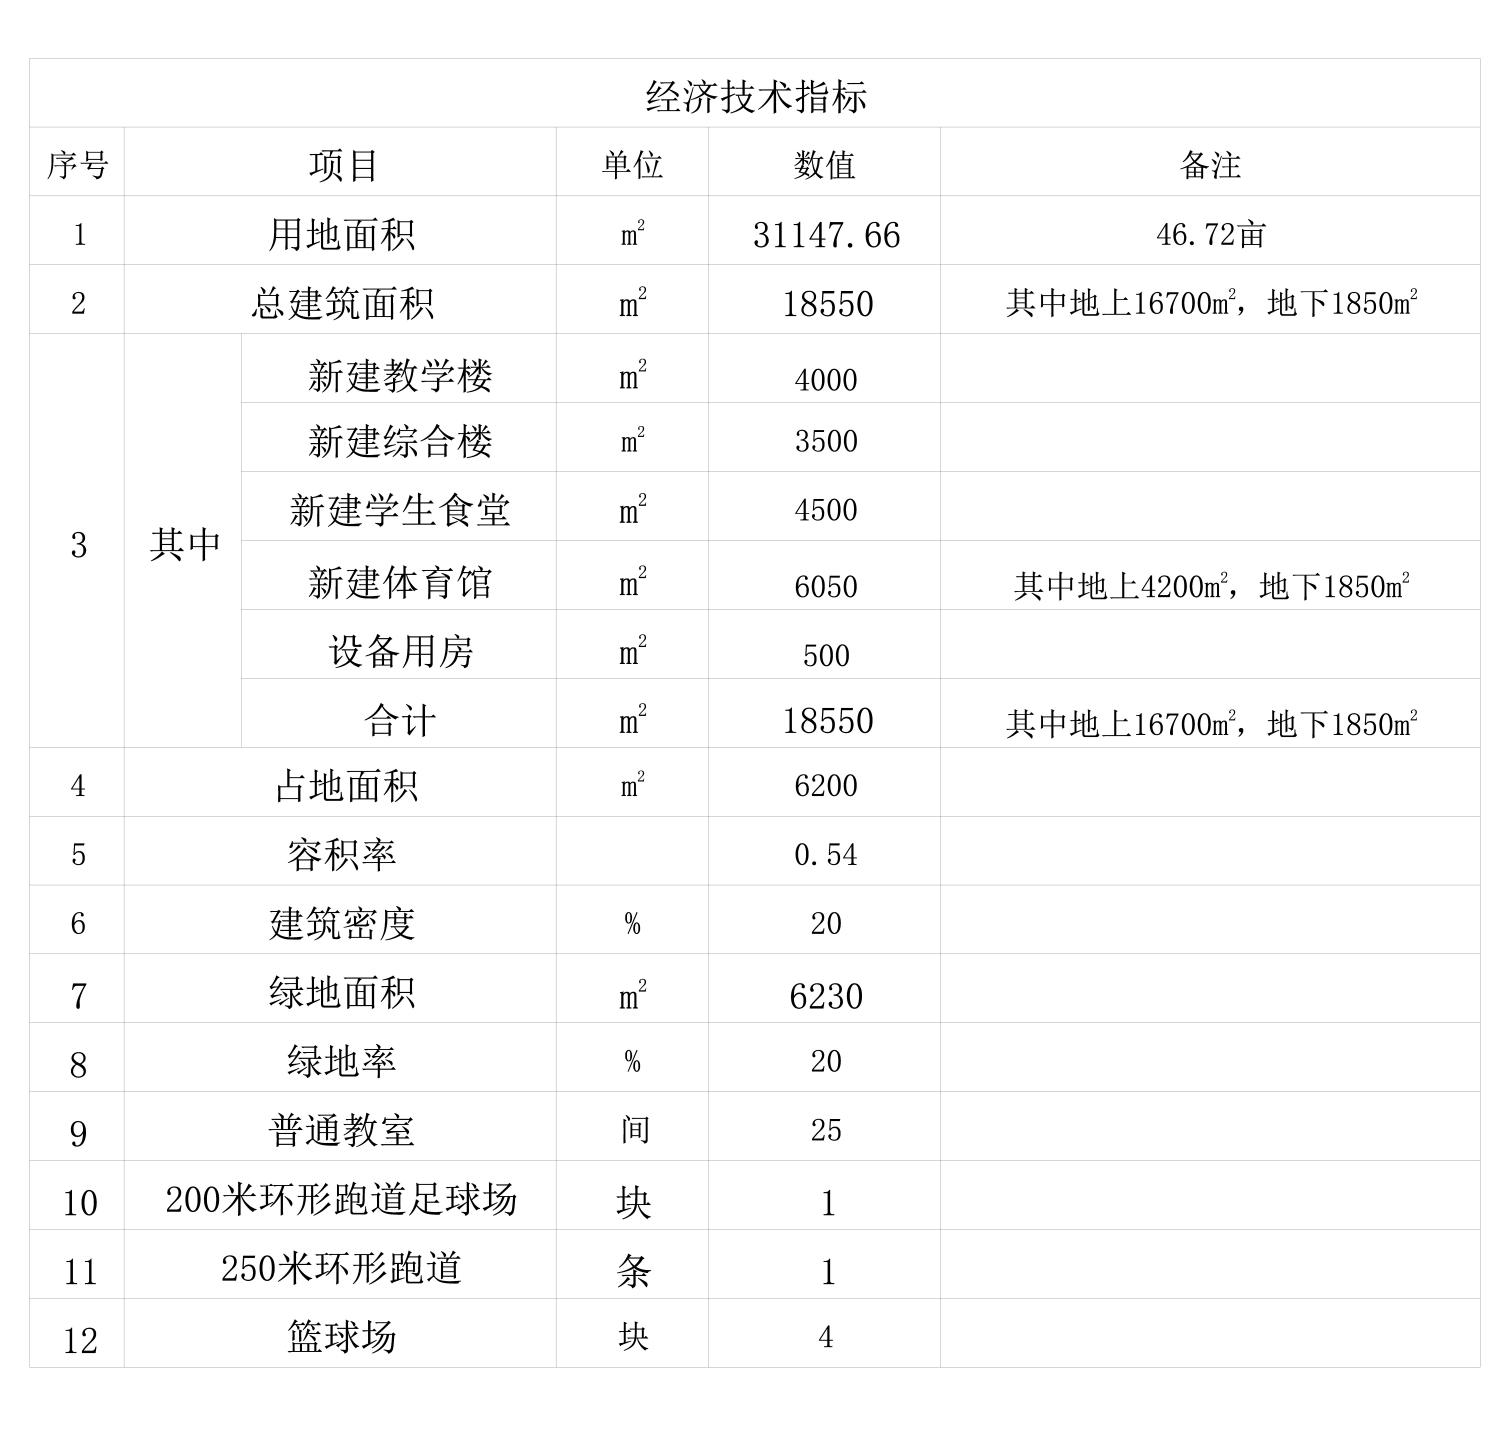 经济技术指标
序号 项目 单位 数值 备注
1 用地面积 m² 31147.66 46.72亩
2 总建筑面积 m² 18550 其中地上16700m²，地下1850m²
3 其中 新建教学楼 m² 4000
新建综合楼 m² 3500
新建学生食堂 m² 4500
新建体育馆 m² 6050 其中地上4200m²，地下1850m²
设备用房 m² 500
合计 m² 18550 其中地上16700m²，地下1850m²
4 占地面积 m² 6200
5 容积率 0.54
6 建筑密度 % 20
7 绿地面积 m² 6230
8 绿地率 % 20
9 普通教室 间 25
10 200米环形跑道足球场 块 1
11 250米环形跑道 条 1
12 篮球场 块 4